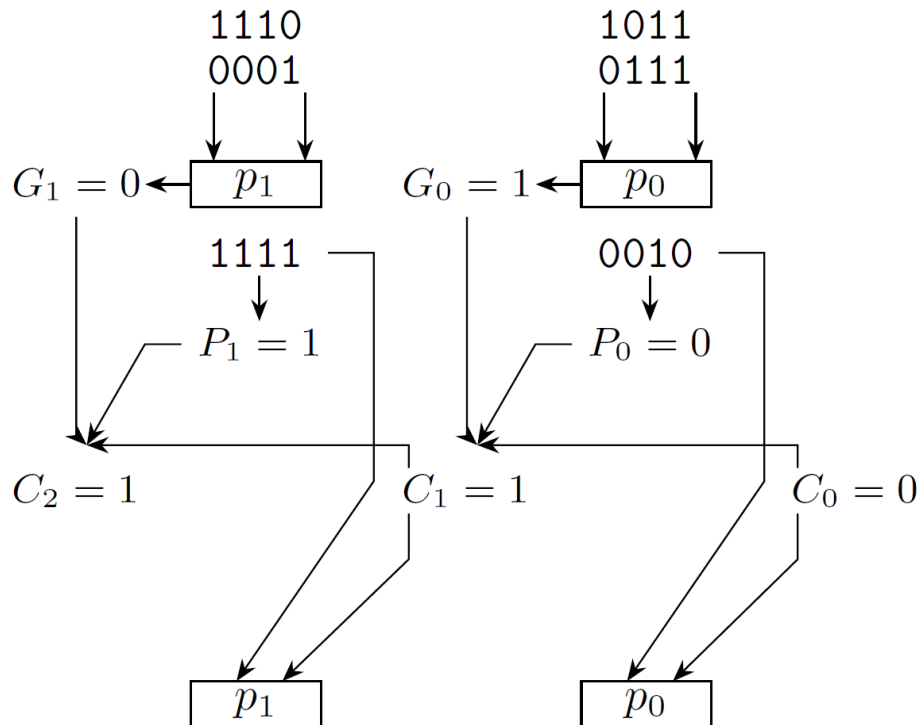 1110 1011
0001 0111
G₁ = 0 p₁ G₀ = 1 p₀
1111 0010
P₁ = 1 P₀ = 0
C₂ = 1 C₁ = 1 C₀ = 0
p₁ p₀